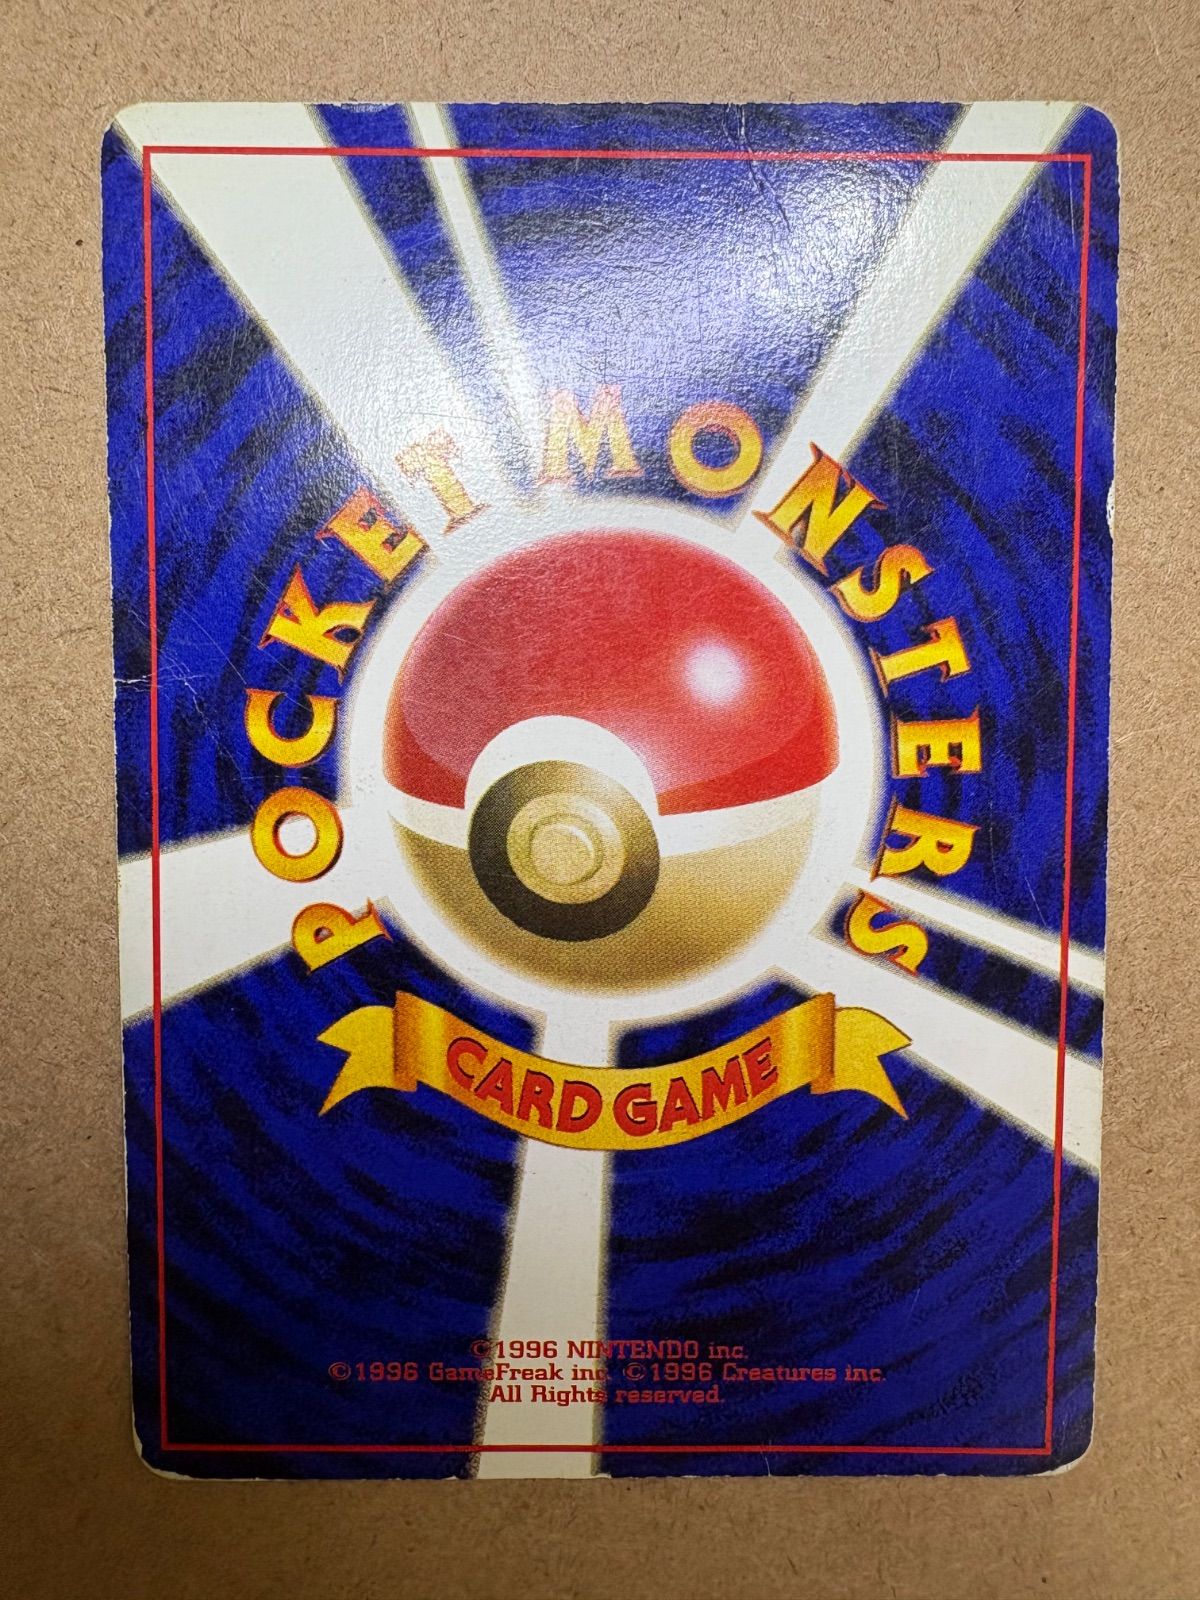 POCKET MONSTERS
CARD GAME
©1996 NINTENDO inc.
©1996 GameFreak inc. ©1996 Creatures inc.
All Rights reserved.